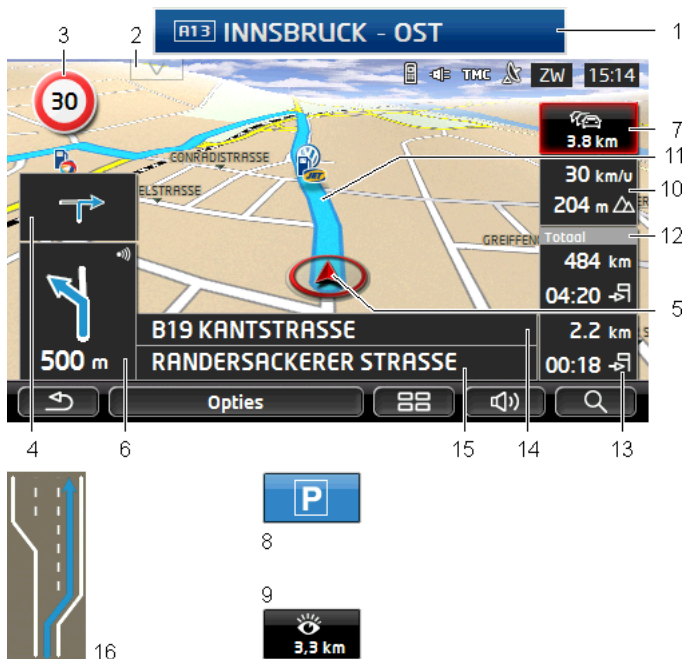 A13 INNSBRUCK - OST
1
3
2
TMC ZW 15:14
30
7
3.8 km
CONRADISTRASSE
11
30 km/u
10
ELSTRASSE
JET
204 m
GREIFFEN
Totaal
12
484 km
04:20
5
B19 KANTSTRASSE
2.2 km
500 m
RANDERSACKERER STRASSE
00:18
Opties
4
6
15
14
13
P
8
9
3,3 km
16